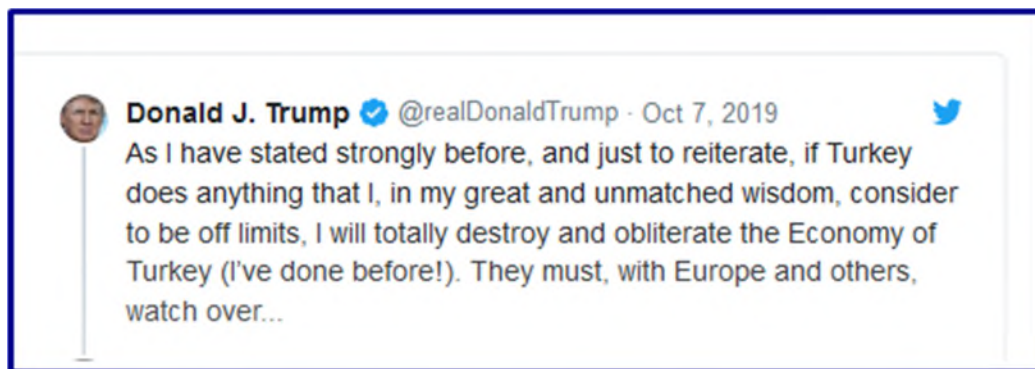 Donald J. Trump @realDonaldTrump · Oct 7, 2019
As I have stated strongly before, and just to reiterate, if Turkey
does anything that I, in my great and unmatched wisdom, consider
to be off limits, I will totally destroy and obliterate the Economy of
Turkey (I've done before!). They must, with Europe and others,
watch over...